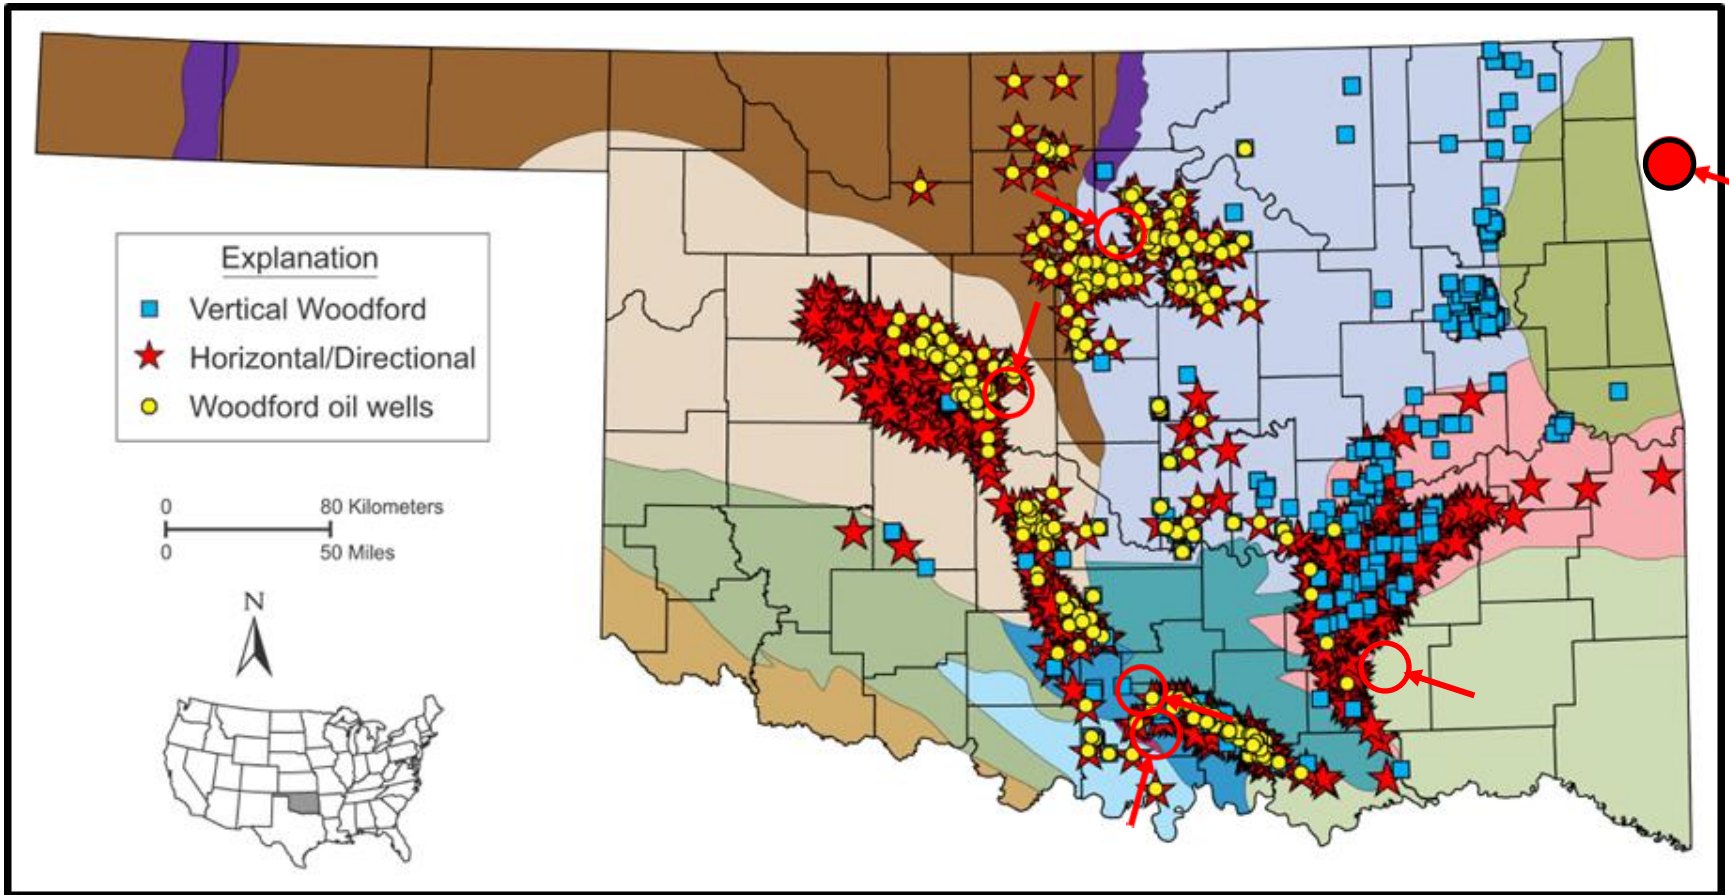 Explanation
Vertical Woodford
Horizontal/Directional
Woodford oil wells
0 80 Kilometers
0 50 Miles
N